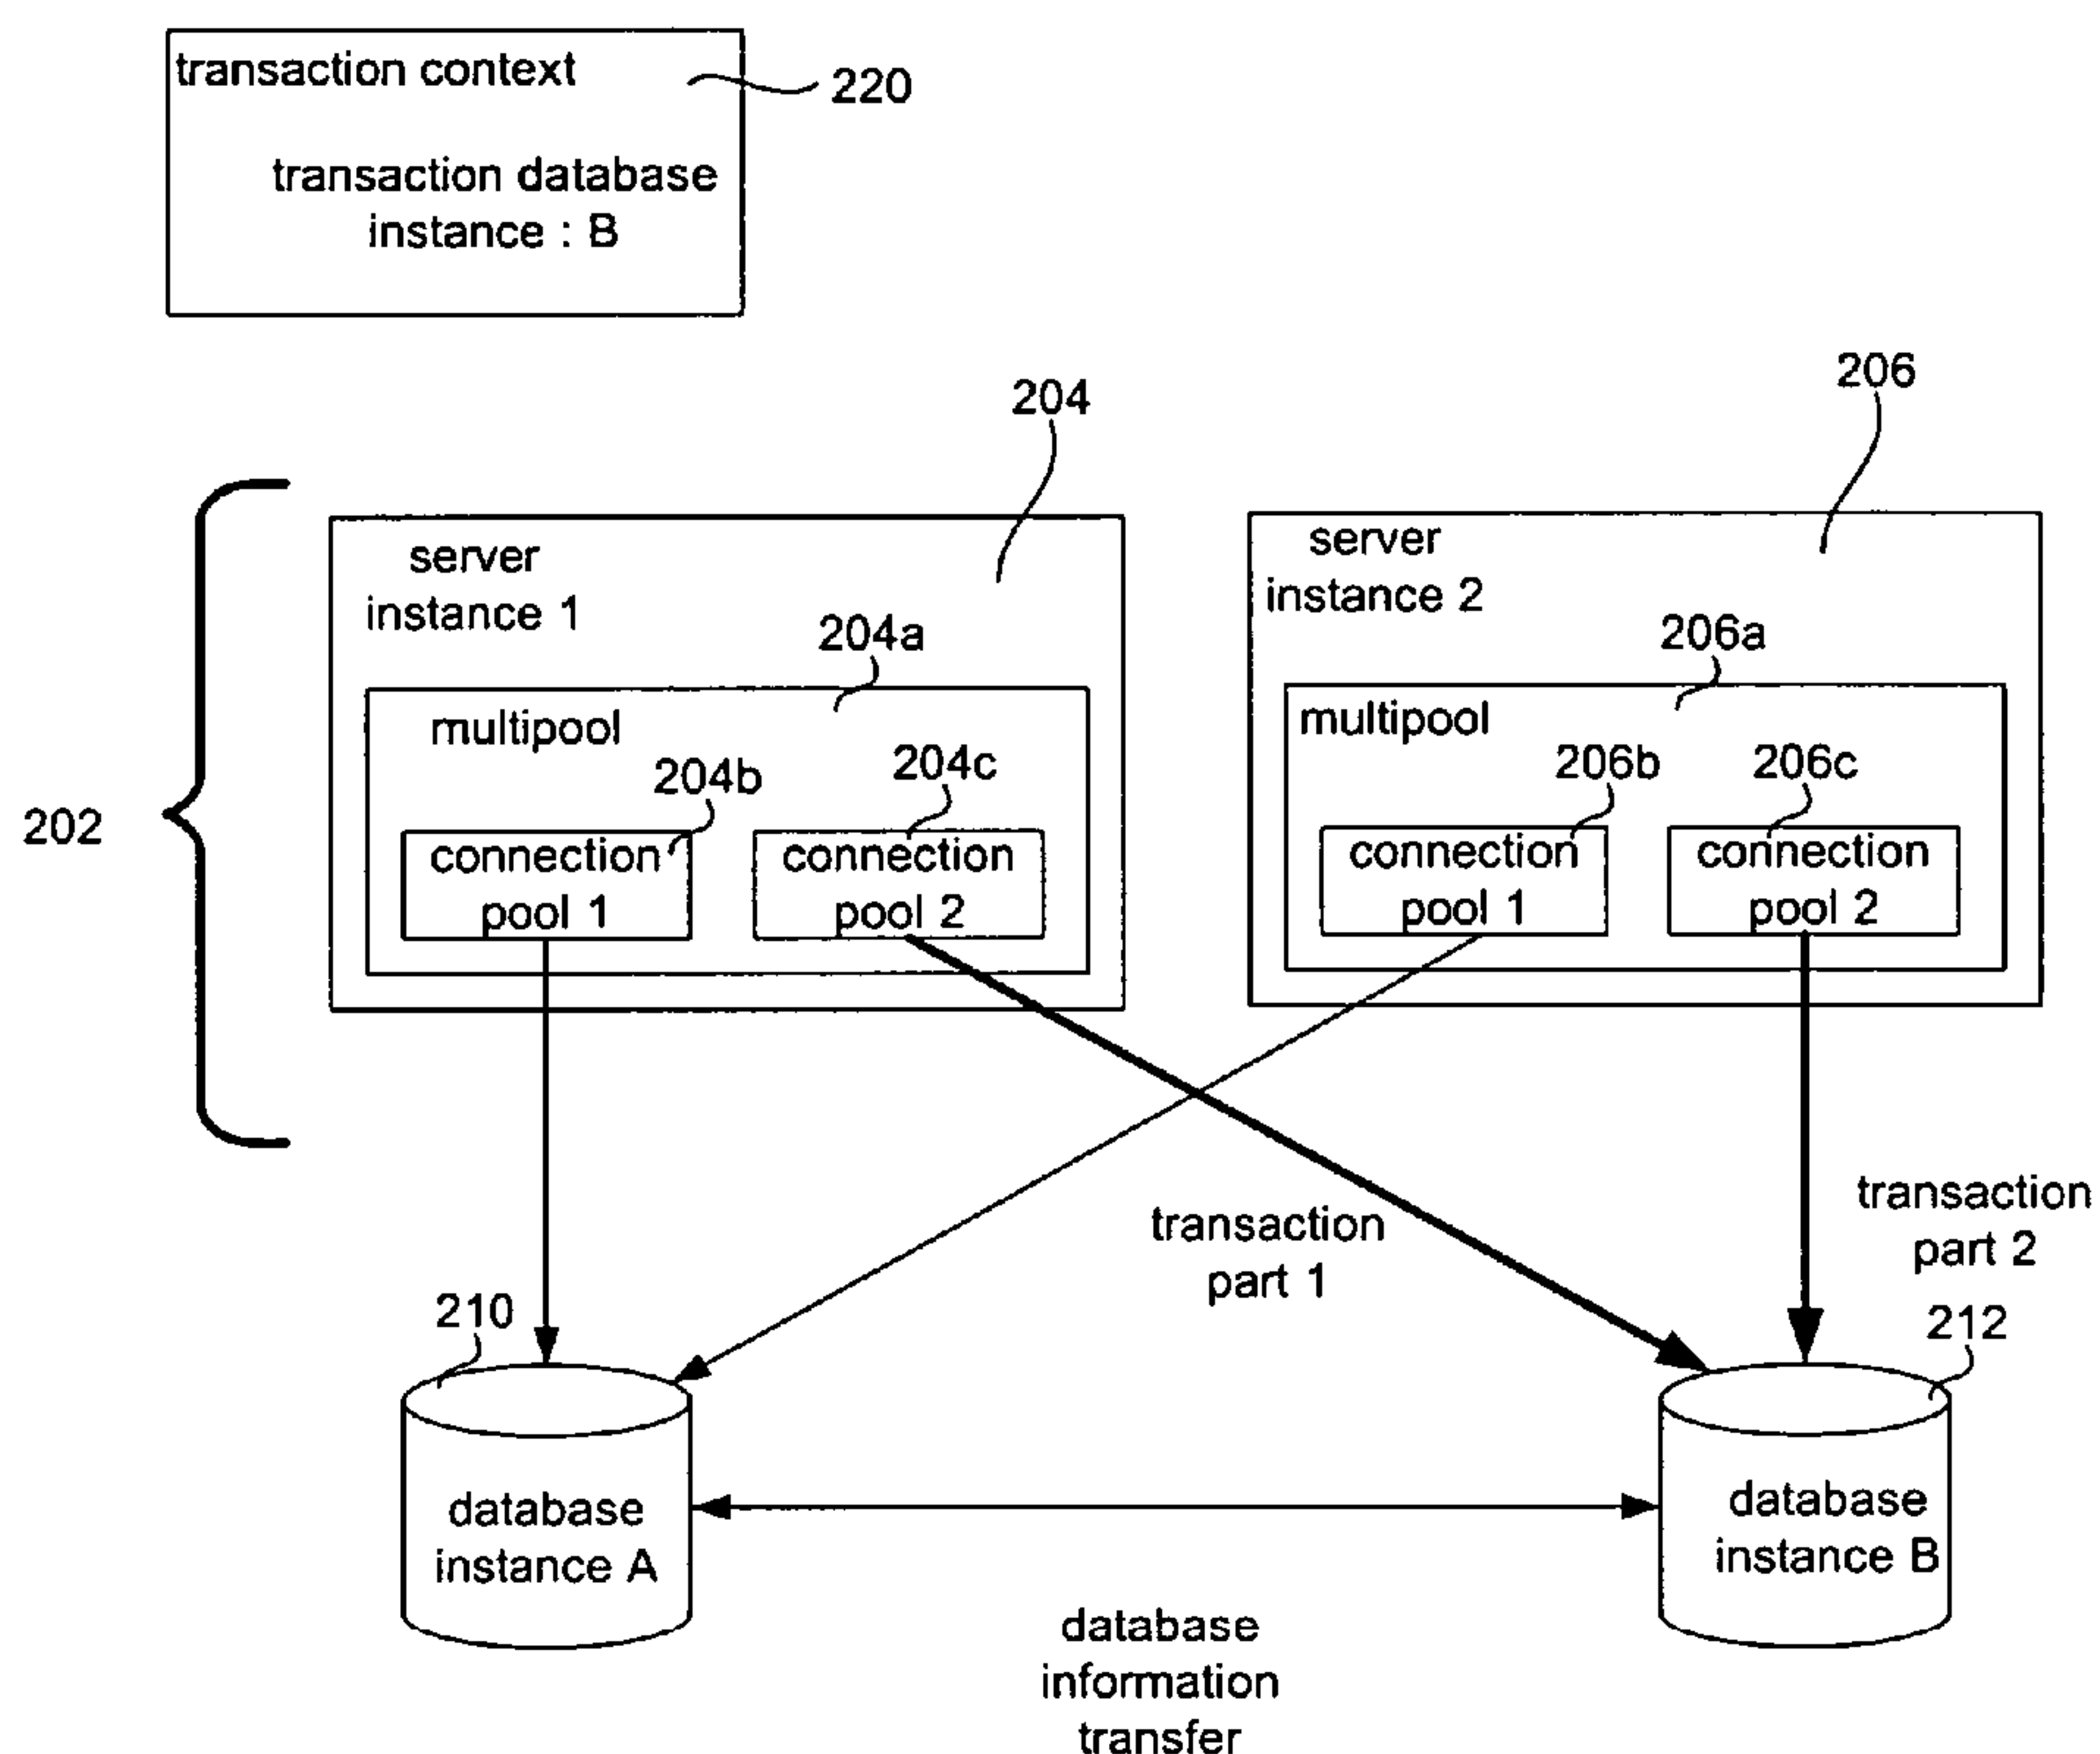 transaction context
220
transaction database
instance : B
204
206
server
instance 1
server
instance 2
204a
206a
multipool
multipool
204b
204c
206b
206c
202
connection
pool 1
connection
pool 2
connection
pool 1
connection
pool 2
transaction
part 1
transaction
part 2
210
212
database
instance A
database
instance B
database
information
transfer